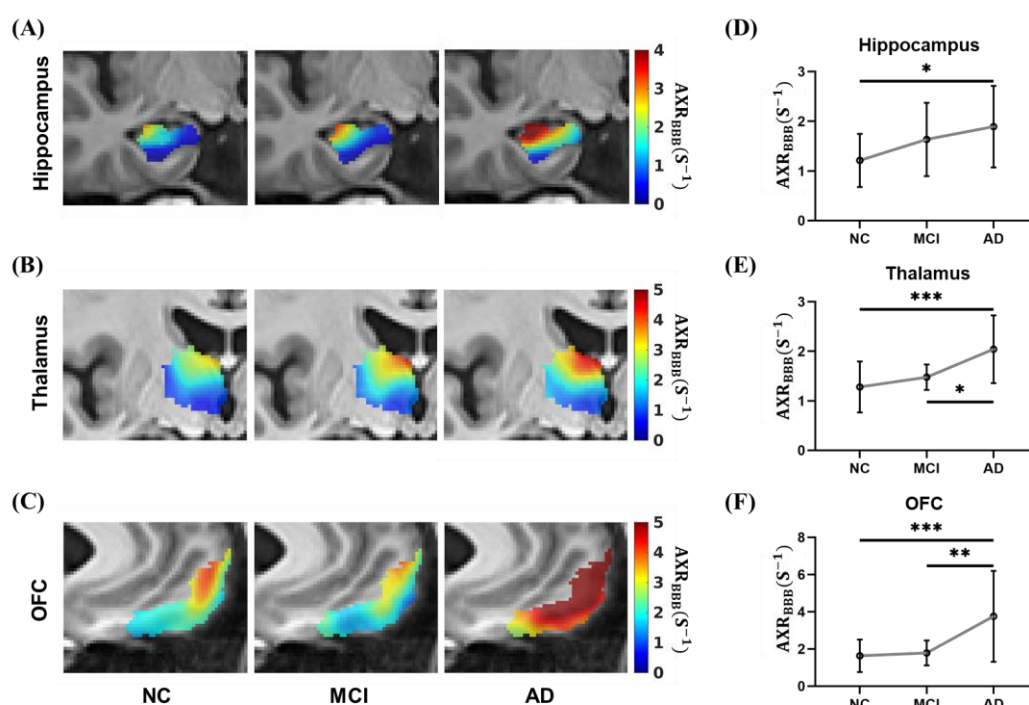 (A)
Hippocampus
4
3
2
1
0
AXR_BBB(S⁻¹)
(D)
Hippocampus
*
AXR_BBB(S⁻¹)
3
2
1
0
NC MCI AD
(B)
Thalamus
5
4
3
2
1
0
AXR_BBB(S⁻¹)
(E)
Thalamus
***
*
AXR_BBB(S⁻¹)
3
2
1
0
NC MCI AD
(C)
OFC
5
4
3
2
1
0
AXR_BBB(S⁻¹)
NC MCI AD
(F)
OFC
***
**
AXR_BBB(S⁻¹)
8
6
4
2
0
NC MCI AD